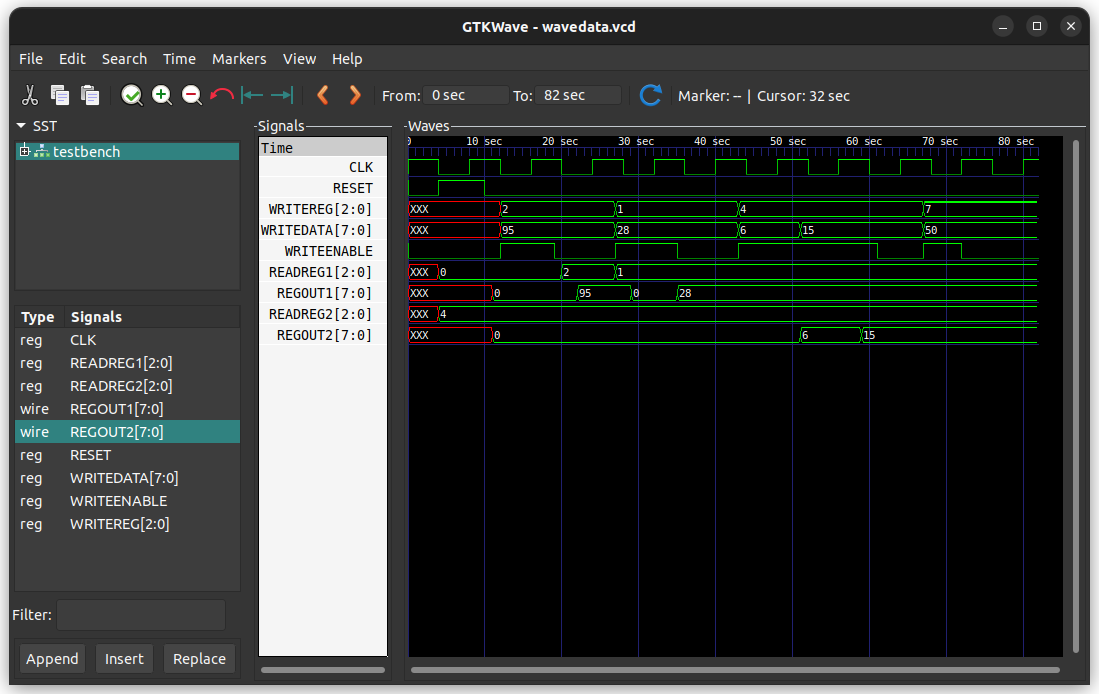 GTKWave - wavedata.vcd
File Edit Search Time Markers View Help
From: 0 sec To: 82 sec Marker: -- | Cursor: 32 sec
SST
testbench
Type Signals
reg CLK
reg READREG1[2:0]
reg READREG2[2:0]
wire REGOUT1[7:0]
wire REGOUT2[7:0]
reg RESET
reg WRITEDATA[7:0]
reg WRITEENABLE
reg WRITEREG[2:0]
Filter:
Append Insert Replace
Signals
Time
CLK
RESET
WRITEREG[2:0]
WRITEDATA[7:0]
WRITEENABLE
READREG1[2:0]
REGOUT1[7:0]
READREG2[2:0]
REGOUT2[7:0]
Waves
0 10 sec 20 sec 30 sec 40 sec 50 sec 60 sec 70 sec 80 sec
XXX 2 1 4 7
XXX 95 28 6 15 50
XXX 0 2 1
XXX 0 95 0 28
XXX 4
XXX 0 6 15